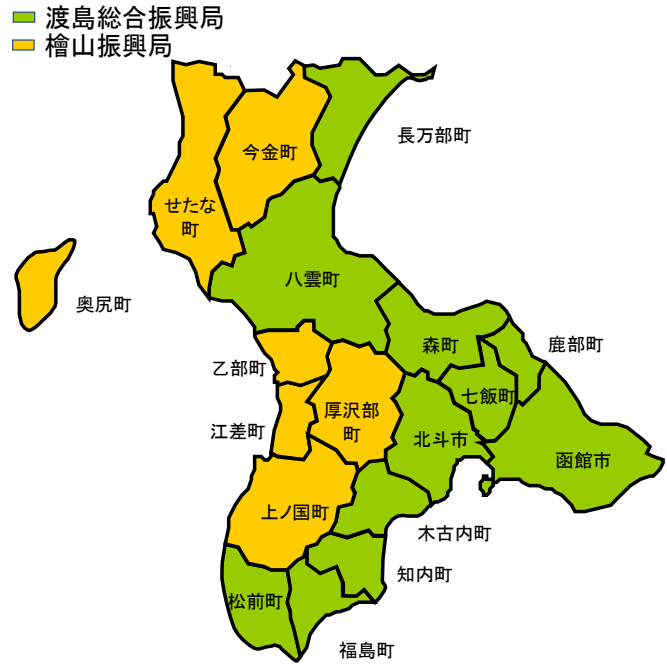 渡島総合振興局
檜山振興局
長万部町
今金町
せたな
町
八雲町
奥尻町
森町
鹿部町
乙部町
七飯町
厚沢部
町
江差町
北斗市
函館市
上ノ国町
木古内町
知内町
松前町
福島町